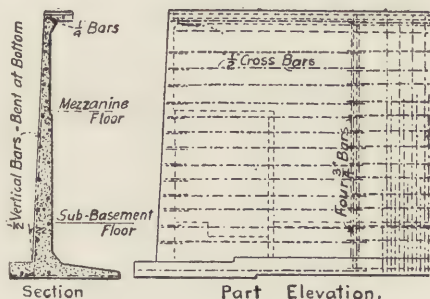 1/4" Bars
1/2" Vertical Bars - Bent at Bottom
Mezzanine
Floor
Sub-Basement
Floor
Section
1/2" Cross Bars
Four 3/4" Bars
Part Elevation.